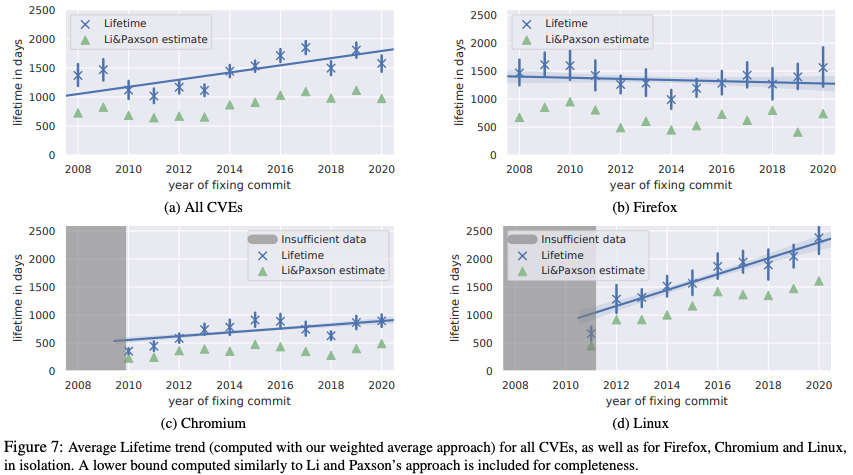 2500
2000
1500
1000
500
0
lifetime in days
Lifetime
Li&Paxson estimate
2008 2010 2012 2014 2016 2018 2020
year of fixing commit
(a) All CVEs
2500
2000
1500
1000
500
0
lifetime in days
Lifetime
Li&Paxson estimate
2008 2010 2012 2014 2016 2018 2020
year of fixing commit
(b) Firefox
2500
2000
1500
1000
500
0
lifetime in days
Insufficient data
Lifetime
Li&Paxson estimate
2008 2010 2012 2014 2016 2018 2020
year of fixing commit
(c) Chromium
2500
2000
1500
1000
500
0
lifetime in days
Insufficient data
Lifetime
Li&Paxson estimate
2008 2010 2012 2014 2016 2018 2020
year of fixing commit
(d) Linux
Figure 7: Average Lifetime trend (computed with our weighted average approach) for all CVEs, as well as for Firefox, Chromium and Linux,
in isolation. A lower bound computed similarly to Li and Paxson's approach is included for completeness.